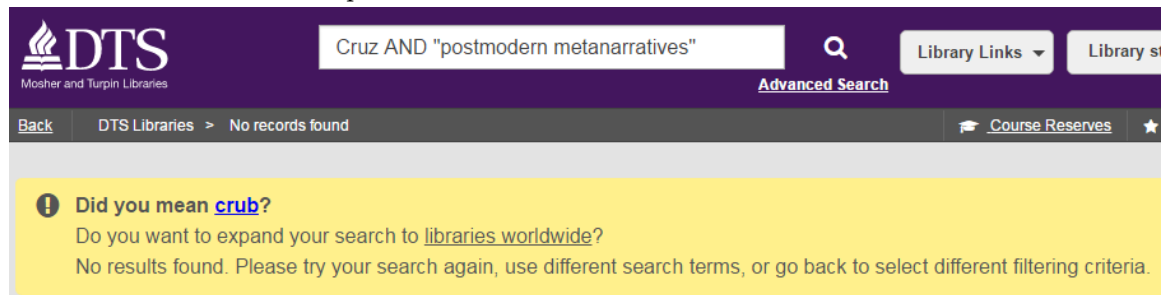 DTS
Mosher and Turpin Libraries
Cruz AND "postmodern metanarratives"
Advanced Search
Library Links
Library
Back
DTS Libraries > No records found
Course Reserves
Did you mean crub?
Do you want to expand your search to libraries worldwide?
No results found. Please try your search again, use different search terms, or go back to select different filtering criteria.